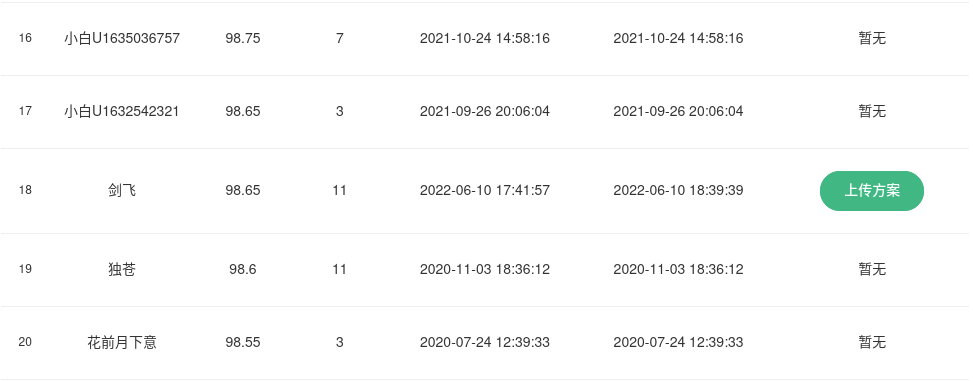 16 小白U1635036757 98.75 7 2021-10-24 14:58:16 2021-10-24 14:58:16 暂无
17 小白U1632542321 98.65 3 2021-09-26 20:06:04 2021-09-26 20:06:04 暂无
18 剑飞 98.65 11 2022-06-10 17:41:57 2022-06-10 18:39:39 上传方案
19 独苍 98.6 11 2020-11-03 18:36:12 2020-11-03 18:36:12 暂无
20 花前月下意 98.55 3 2020-07-24 12:39:33 2020-07-24 12:39:33 暂无